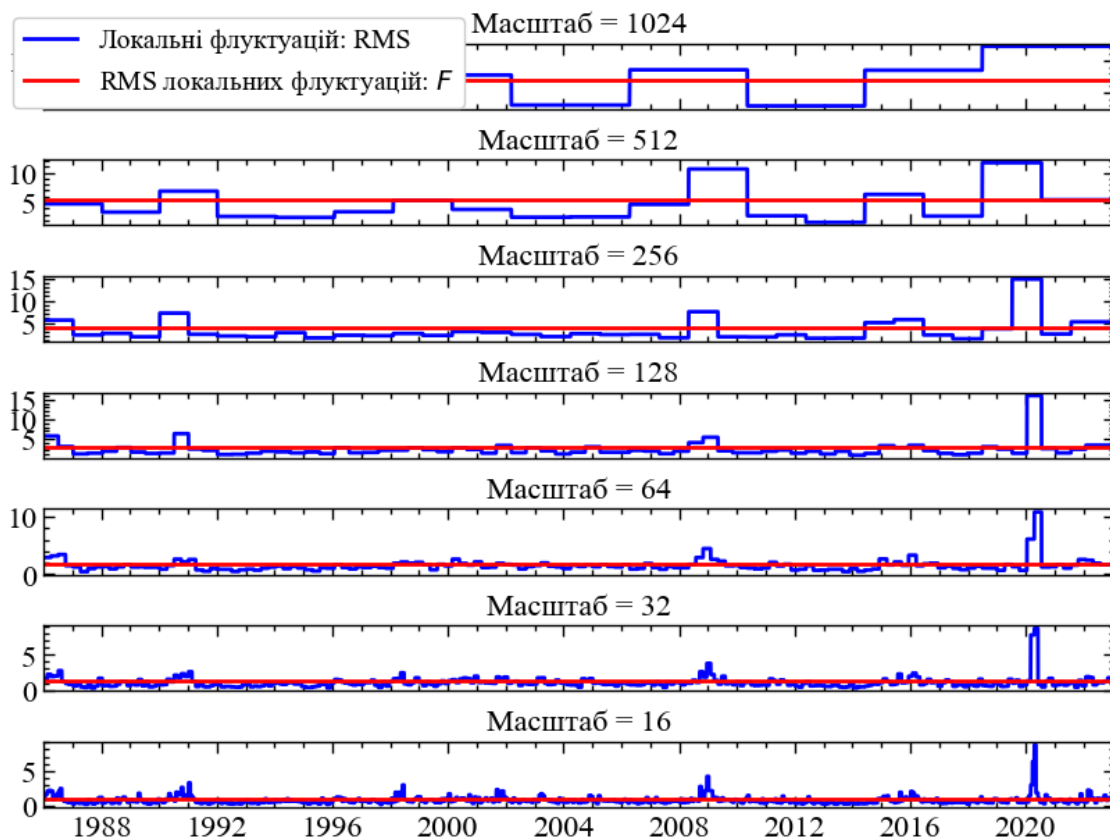 Масштаб = 1024
Локальні флуктуацій: RMS
RMS локальних флуктуацій: F
Масштаб = 512
10
5
Масштаб = 256
15
10
5
Масштаб = 128
15
10
5
Масштаб = 64
10
0
Масштаб = 32
5
0
Масштаб = 16
5
0
1988 1992 1996 2000 2004 2008 2012 2016 2020